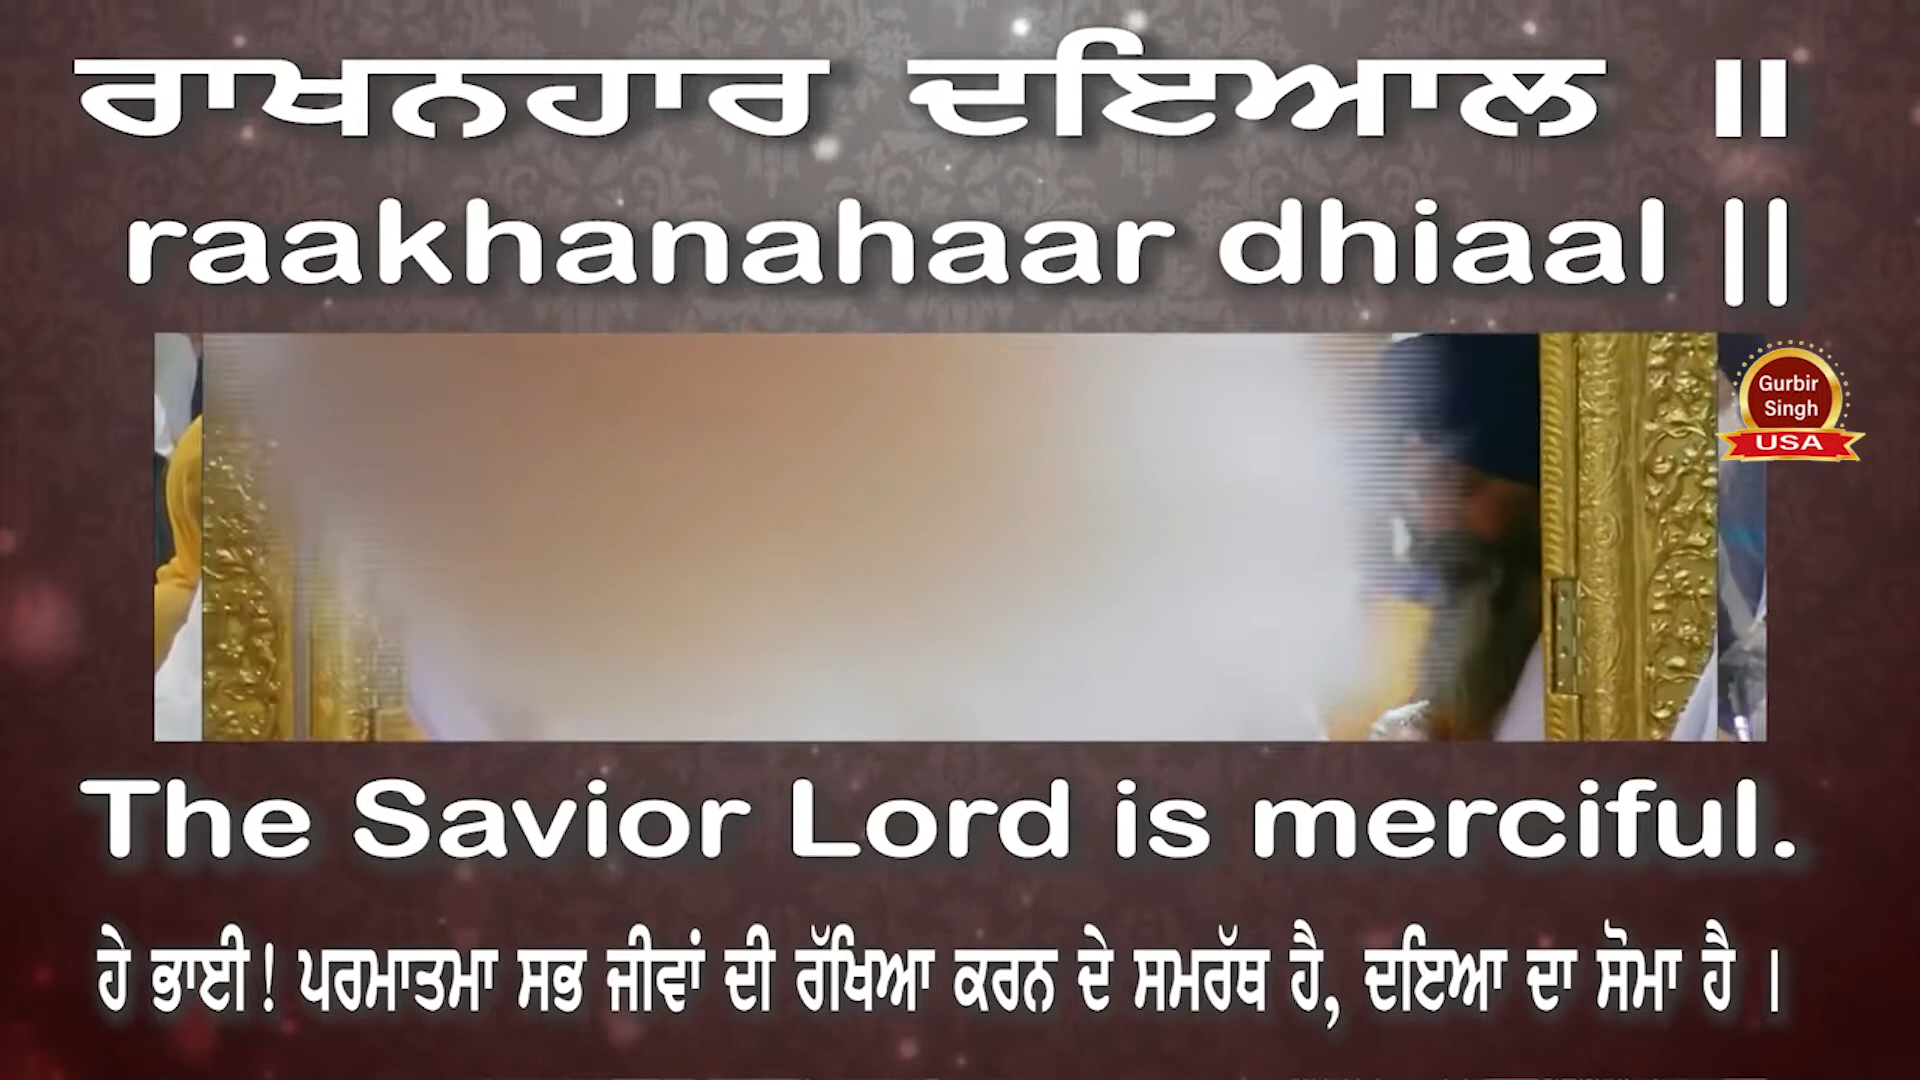 ਰਾਖਨਹਾਰ ਦਇਆਲ ॥
raakhanahaar dhiaal ||
Gurbir
Singh
USA
The Savior Lord is merciful.
ਹੇ ਭਾਈ! ਪਰਮਾਤਮਾ ਸਭ ਜੀਵਾਂ ਦੀ ਰੱਖਿਆ ਕਰਨ ਦੇ ਸਮਰੱਥ ਹੈ, ਦਇਆ ਦਾ ਸੋਮਾ ਹੈ ।